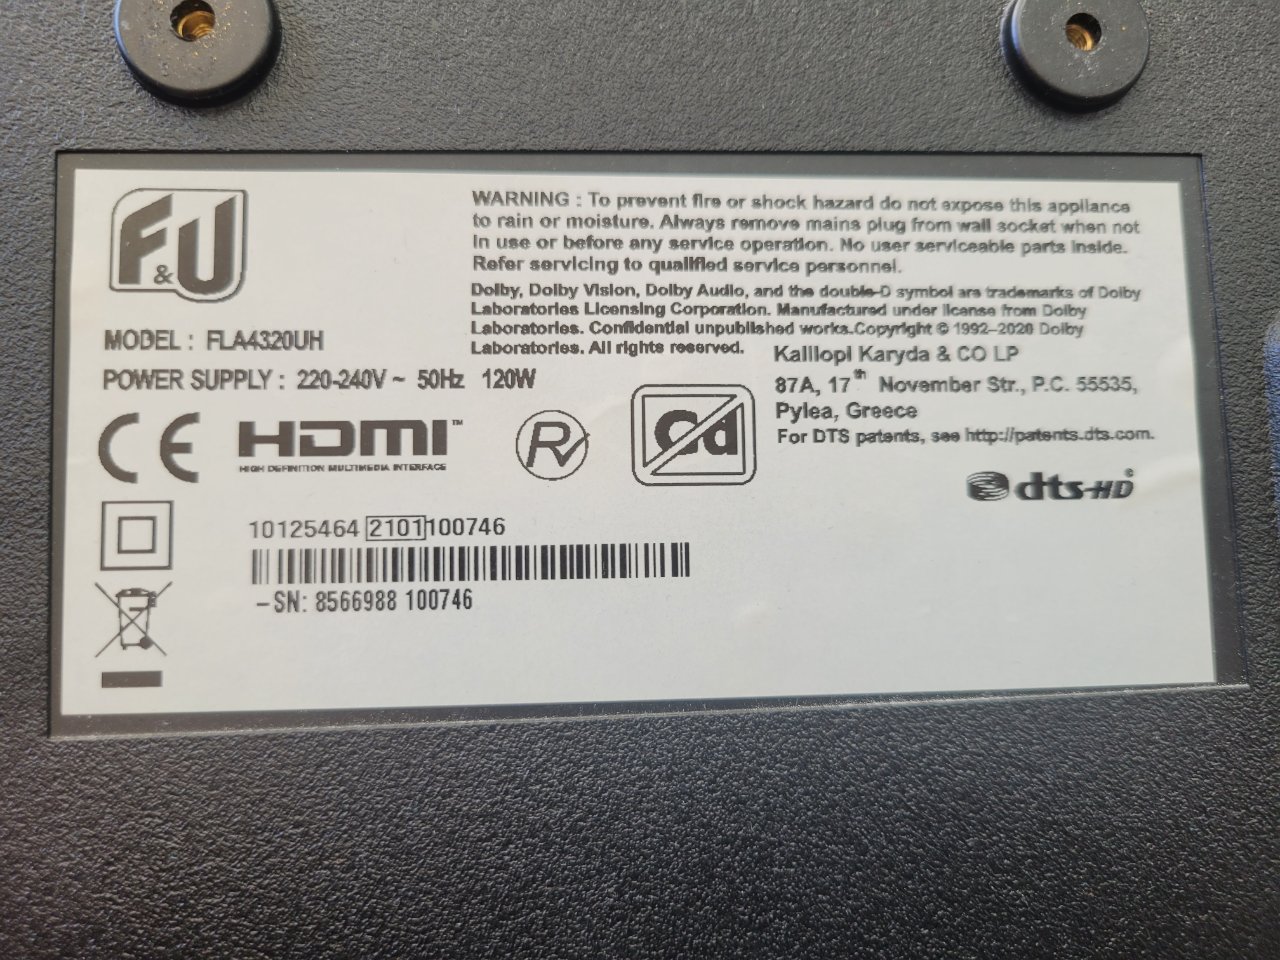 F&U
WARNING : To prevent fire or shock hazard do not expose this appliance
to rain or moisture. Always remove mains plug from wall socket when not
in use or before any service operation. No user serviceable parts inside.
Refer servicing to qualified service personnel.
Dolby, Dolby Vision, Dolby Audio, and the double-D symbol are trademarks of Dolby
Laboratories Licensing Corporation. Manufactured under license from Dolby
Laboratories. Confidential unpublished works.Copyright © 1992–2020 Dolby
Laboratories. All rights reserved.
MODEL : FLA4320UH
POWER SUPPLY : 220-240V ~ 50Hz 120W
Kalliopi Karyda & CO LP
87A, 17th November Str., P.C. 55535,
Pylea, Greece
For DTS patents, see http://patents.dts.com.
CE
HDMI™
HIGH DEFINITION MULTIMEDIA INTERFACE
R
Cd
dts-HD®
10125464 2101 100746
–SN: 8566988 100746